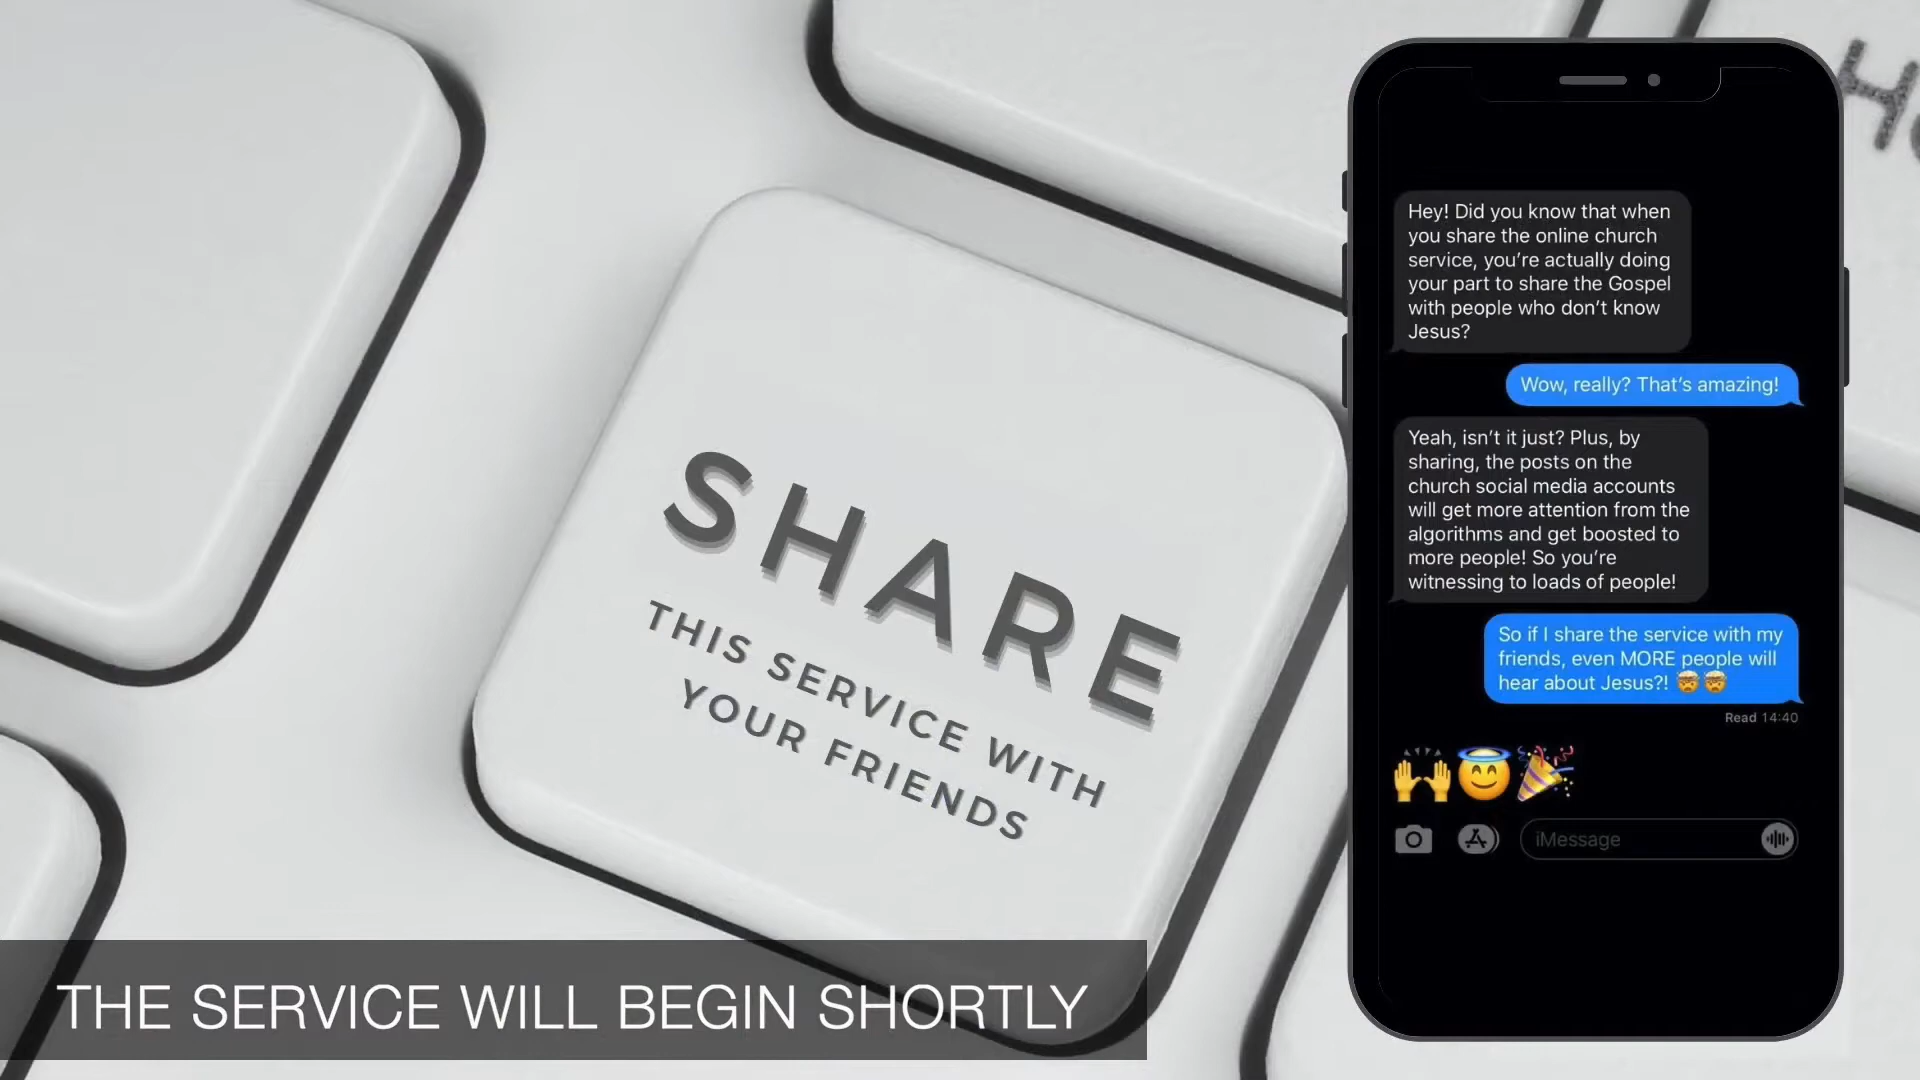 SHARE
THIS SERVICE WITH
YOUR FRIENDS
THE SERVICE WILL BEGIN SHORTLY
Hey! Did you know that when
you share the online church
service, you're actually doing
your part to share the Gospel
with people who don't know
Jesus?
Wow, really? That's amazing!
Yeah, isn't it just? Plus, by
sharing, the posts on the
church social media accounts
will get more attention from the
algorithms and get boosted to
more people! So you're
witnessing to loads of people!
So if I share the service with my
friends, even MORE people will
hear about Jesus?! 🤯🤯
Read 14:40
🙌😇🎉
iMessage